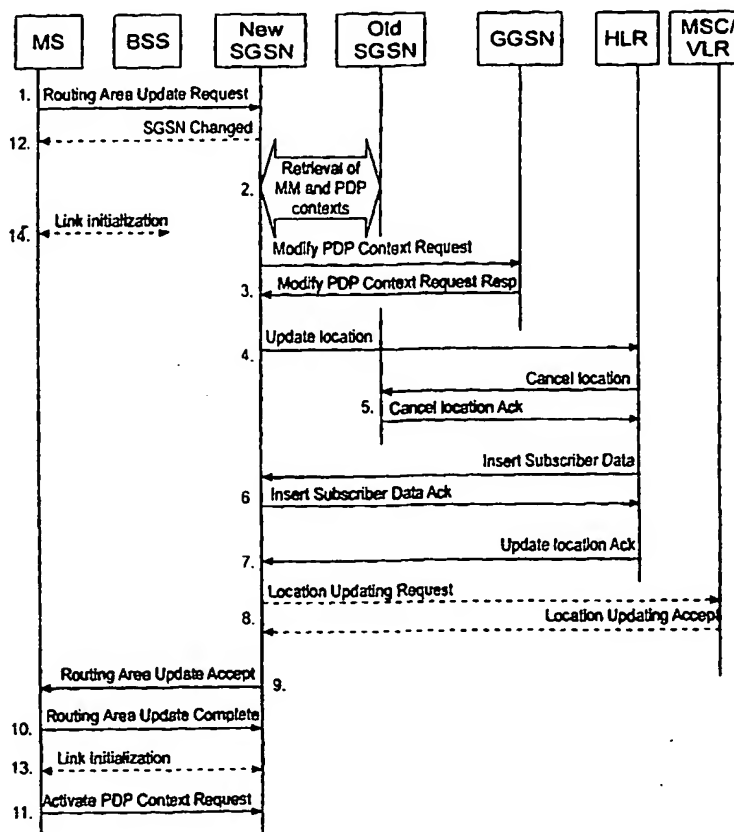 MS
BSS
New
SGSN
Old
SGSN
GGSN
HLR
MSC/
VLR
1. Routing Area Update Request
12. SGSN Changed
2. Retrieval of
MM and PDP
contexts
14. Link initialization
Modify PDP Context Request
3. Modify PDP Context Request Resp
4. Update location
Cancel location
5. Cancel location Ack
Insert Subscriber Data
6 Insert Subscriber Data Ack
7. Update location Ack
Location Updating Request
8. Location Updating Accept
Routing Area Update Accept 9.
10. Routing Area Update Complete
13. Link Initialization
11. Activate PDP Context Request